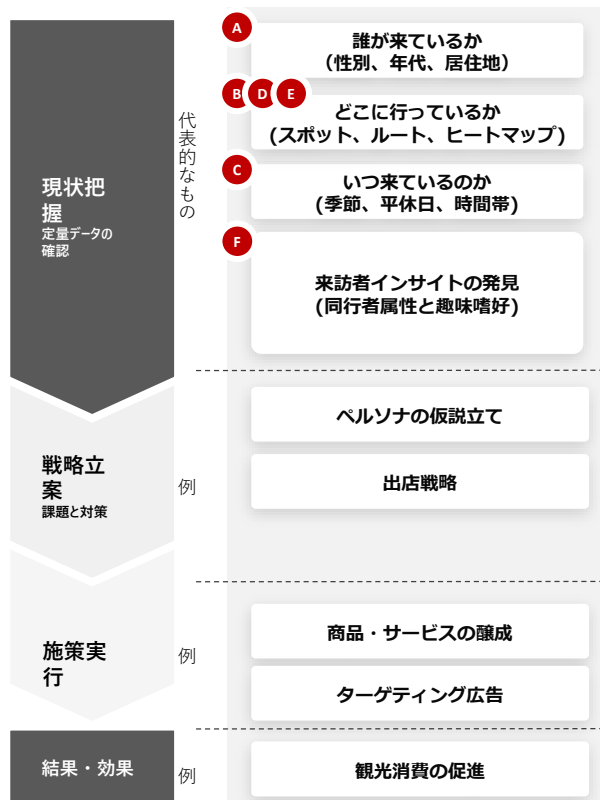 現状把
握
定量データの
確認
代表的なもの
A
誰が来ているか
（性別、年代、居住地）
B D E
どこに行っているか
(スポット、ルート、ヒートマップ)
C
いつ来ているのか
(季節、平休日、時間帯)
F
来訪者インサイトの発見
(同行者属性と趣味嗜好)
戦略立
案
課題と対策
例
ペルソナの仮説立て
出店戦略
施策実
行
例
商品・サービスの醸成
ターゲティング広告
結果・効果
例
観光消費の促進